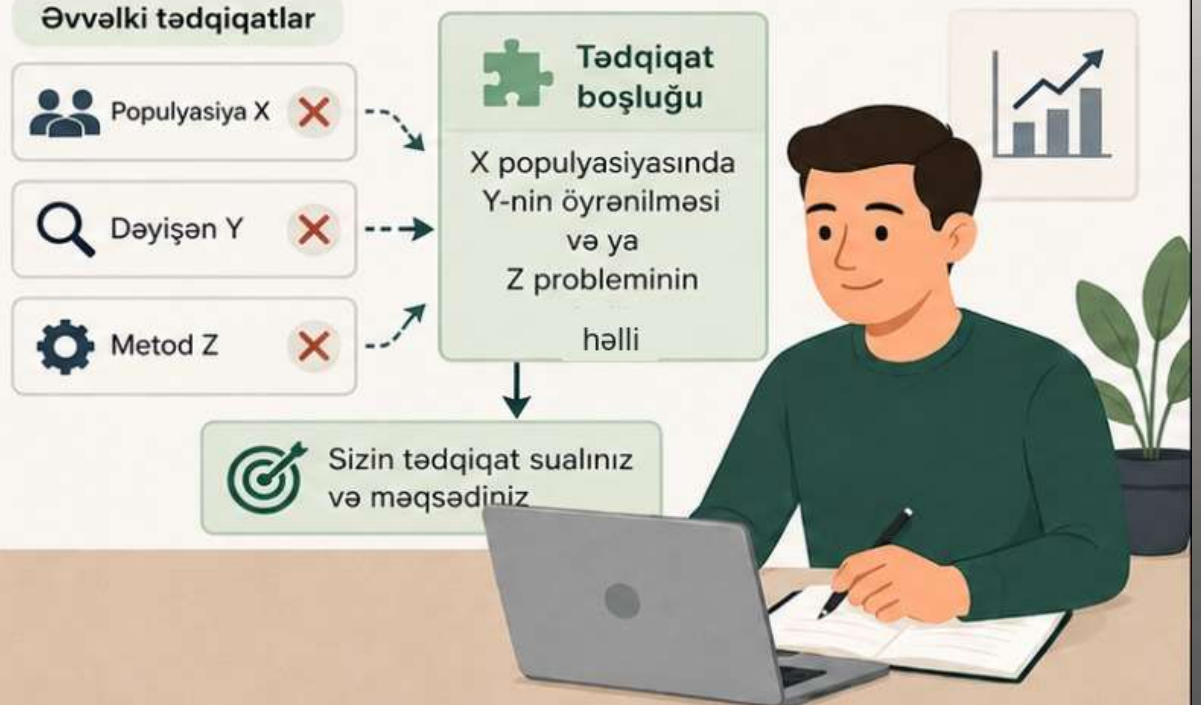 Əvvəlki tədqiqatlar
Populyasiya X
Dəyişən Y
Metod Z
Tədqiqat
boşluğu
X populyasiyasında
Y-nin öyrənilməsi
və ya
Z probleminin
həlli
Sizin tədqiqat sualınız
və məqsədiniz